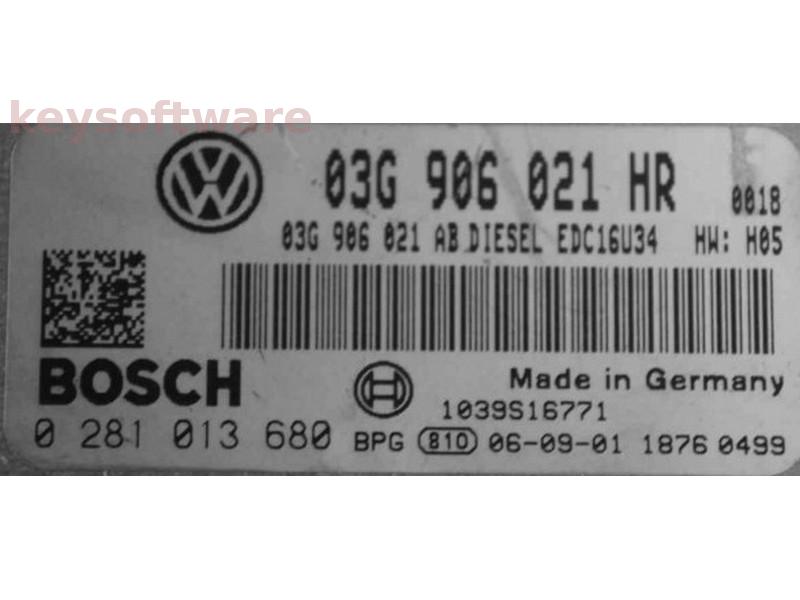 keysoftware
03G 906 021 HR 0018
03G 906 021 AB DIESEL EDC16U34 HW: H05
BOSCH Made in Germany
1039S16771
0 281 013 680 BPG 810 06-09-01 1876 0499